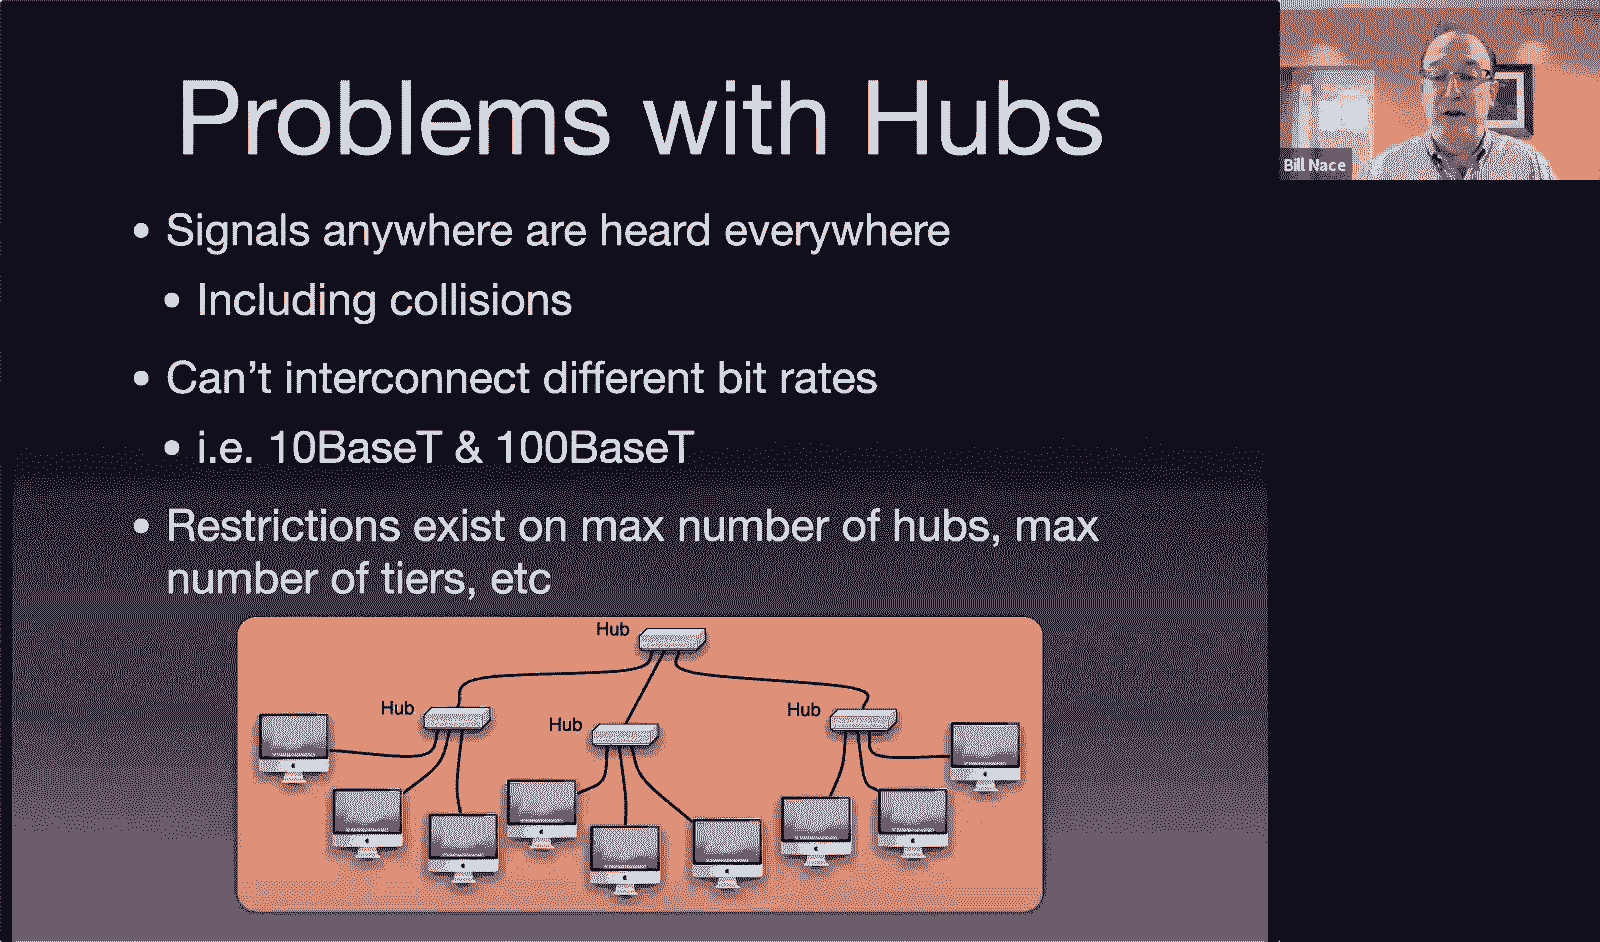 Problems with Hubs
• Signals anywhere are heard everywhere
• Including collisions
• Can't interconnect different bit rates
• i.e. 10BaseT & 100BaseT
• Restrictions exist on max number of hubs, max
number of tiers, etc
Hub
Hub
Hub
Hub
Bill Nace